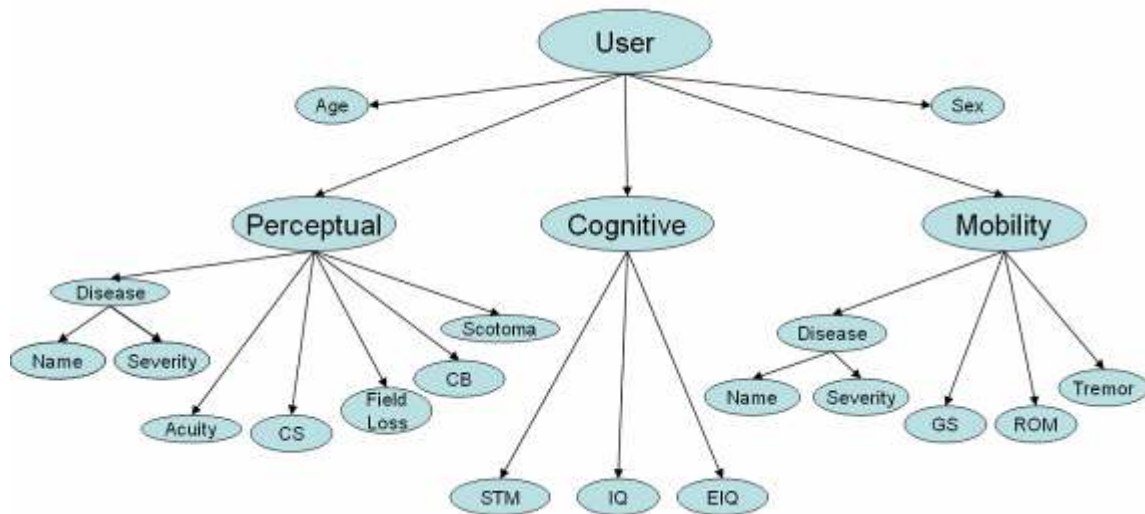 User
Age
Sex
Perceptual
Cognitive
Mobility
Disease
Name
Severity
Acuity
CS
Field
Loss
CB
Scotoma
STM
IQ
EIQ
Disease
Name
Severity
GS
ROM
Tremor